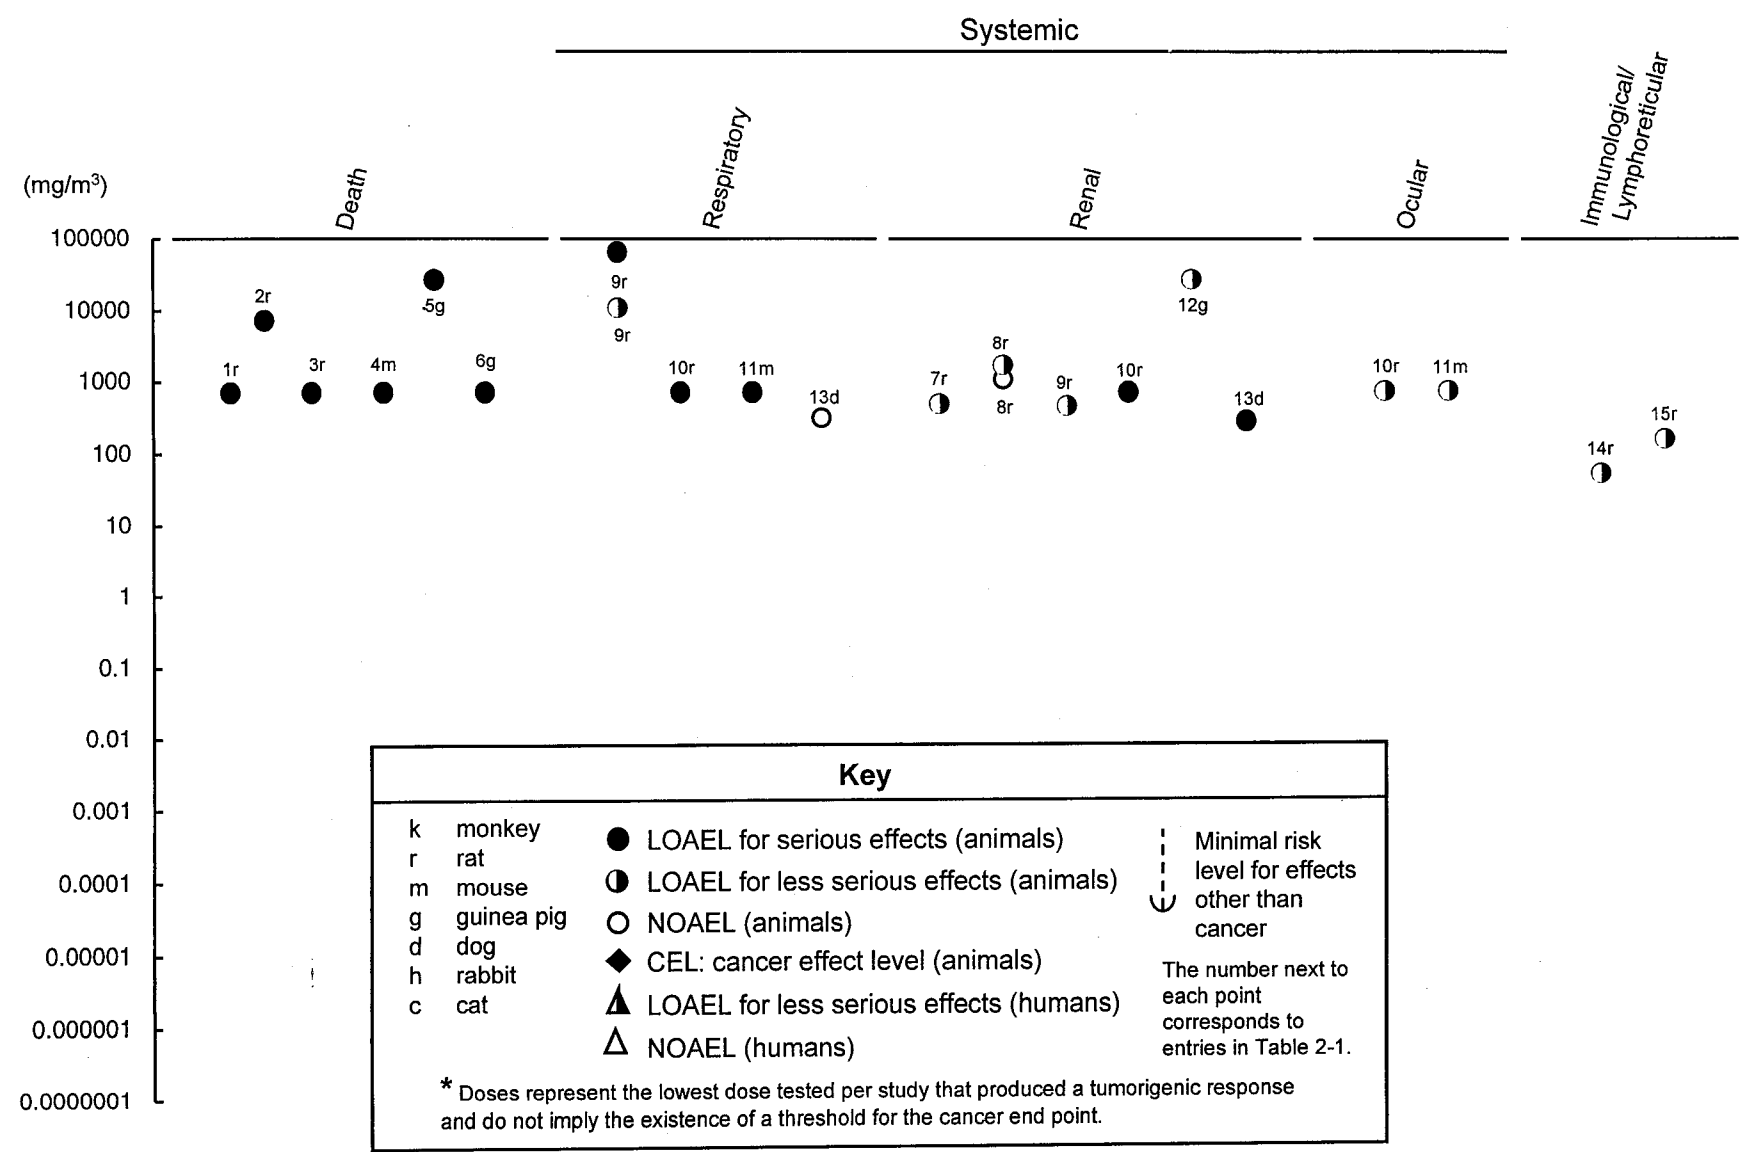 Systemic
(mg/m³)
Death
Respiratory
Renal
Ocular
Immunological/
Lymphoreticular
100000
10000
1000
100
10
1
0.1
0.01
0.001
0.0001
0.00001
0.000001
0.0000001
1r
2r
3r
4m
5g
6g
9r
9r
10r
11m
13d
7r
8r
8r
9r
10r
12g
13d
10r
11m
14r
15r
Key
k monkey
r rat
m mouse
g guinea pig
d dog
h rabbit
c cat
LOAEL for serious effects (animals)
LOAEL for less serious effects (animals)
NOAEL (animals)
CEL: cancer effect level (animals)
LOAEL for less serious effects (humans)
NOAEL (humans)
Minimal risk
level for effects
other than
cancer
The number next to
each point
corresponds to
entries in Table 2-1.
* Doses represent the lowest dose tested per study that produced a tumorigenic response
and do not imply the existence of a threshold for the cancer end point.